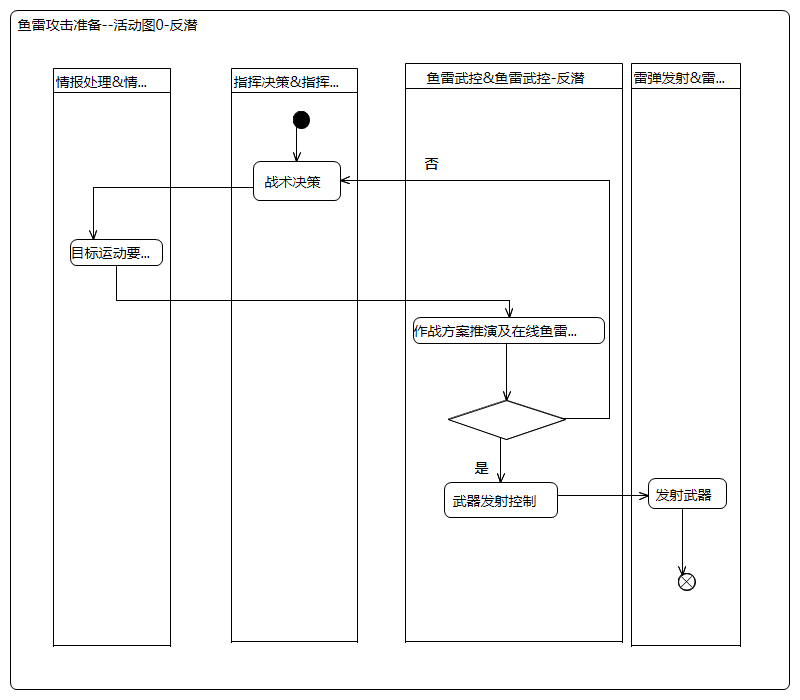 鱼雷攻击准备--活动图0-反潜
情报处理&情...
指挥决策&指挥...
鱼雷武控&鱼雷武控-反潜
雷弹发射&雷...
否
战术决策
目标运动要...
作战方案推演及在线鱼雷...
是
武器发射控制
发射武器